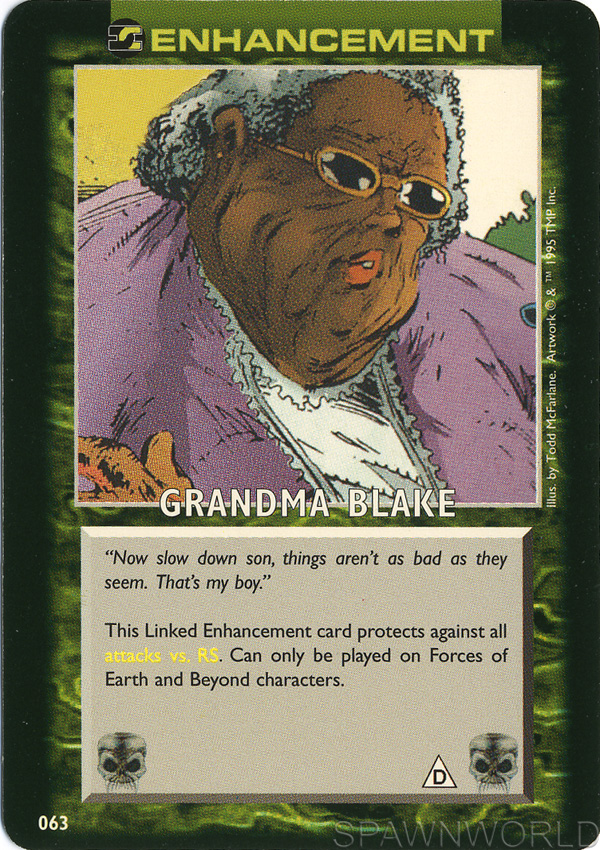 ENHANCEMENT
Illus. by Todd McFarlane. Artwork © & ™ 1995 TMP Inc.
GRANDMA BLAKE
“Now slow down son, things aren’t as bad as they
seem. That’s my boy.”
This Linked Enhancement card protects against all
attacks vs. RS. Can only be played on Forces of
Earth and Beyond characters.
D
063
SPAWNWORLD